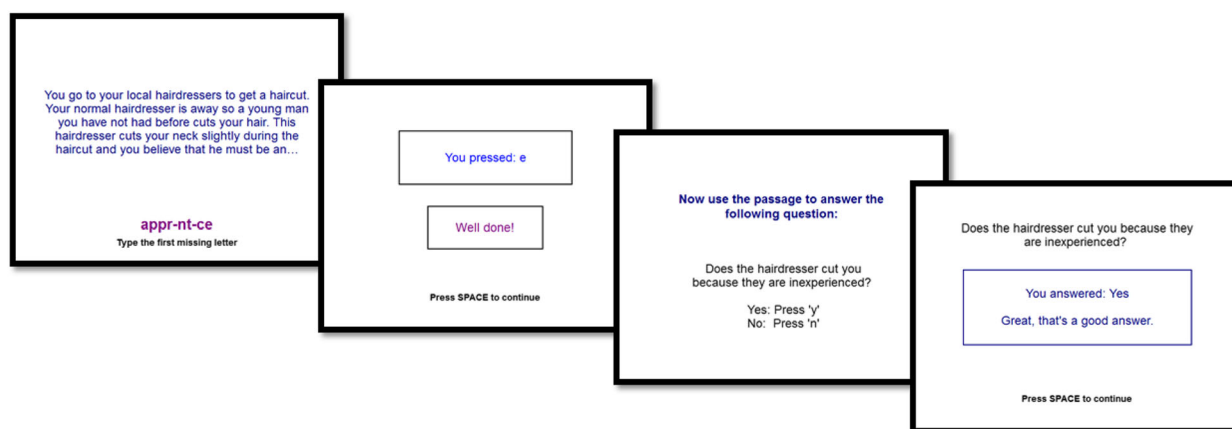 You go to your local hairdressers to get a haircut.
Your normal hairdresser is away so a young man
you have not had before cuts your hair. This
hairdresser cuts your neck slightly during the
haircut and you believe that he must be an…
appr-nt-ce
Type the first missing letter
You pressed: e
Well done!
Press SPACE to continue
Now use the passage to answer the
following question:
Does the hairdresser cut you
because they are inexperienced?
Yes: Press 'y'
No: Press 'n'
Does the hairdresser cut you because they
are inexperienced?
You answered: Yes
Great, that's a good answer.
Press SPACE to continue